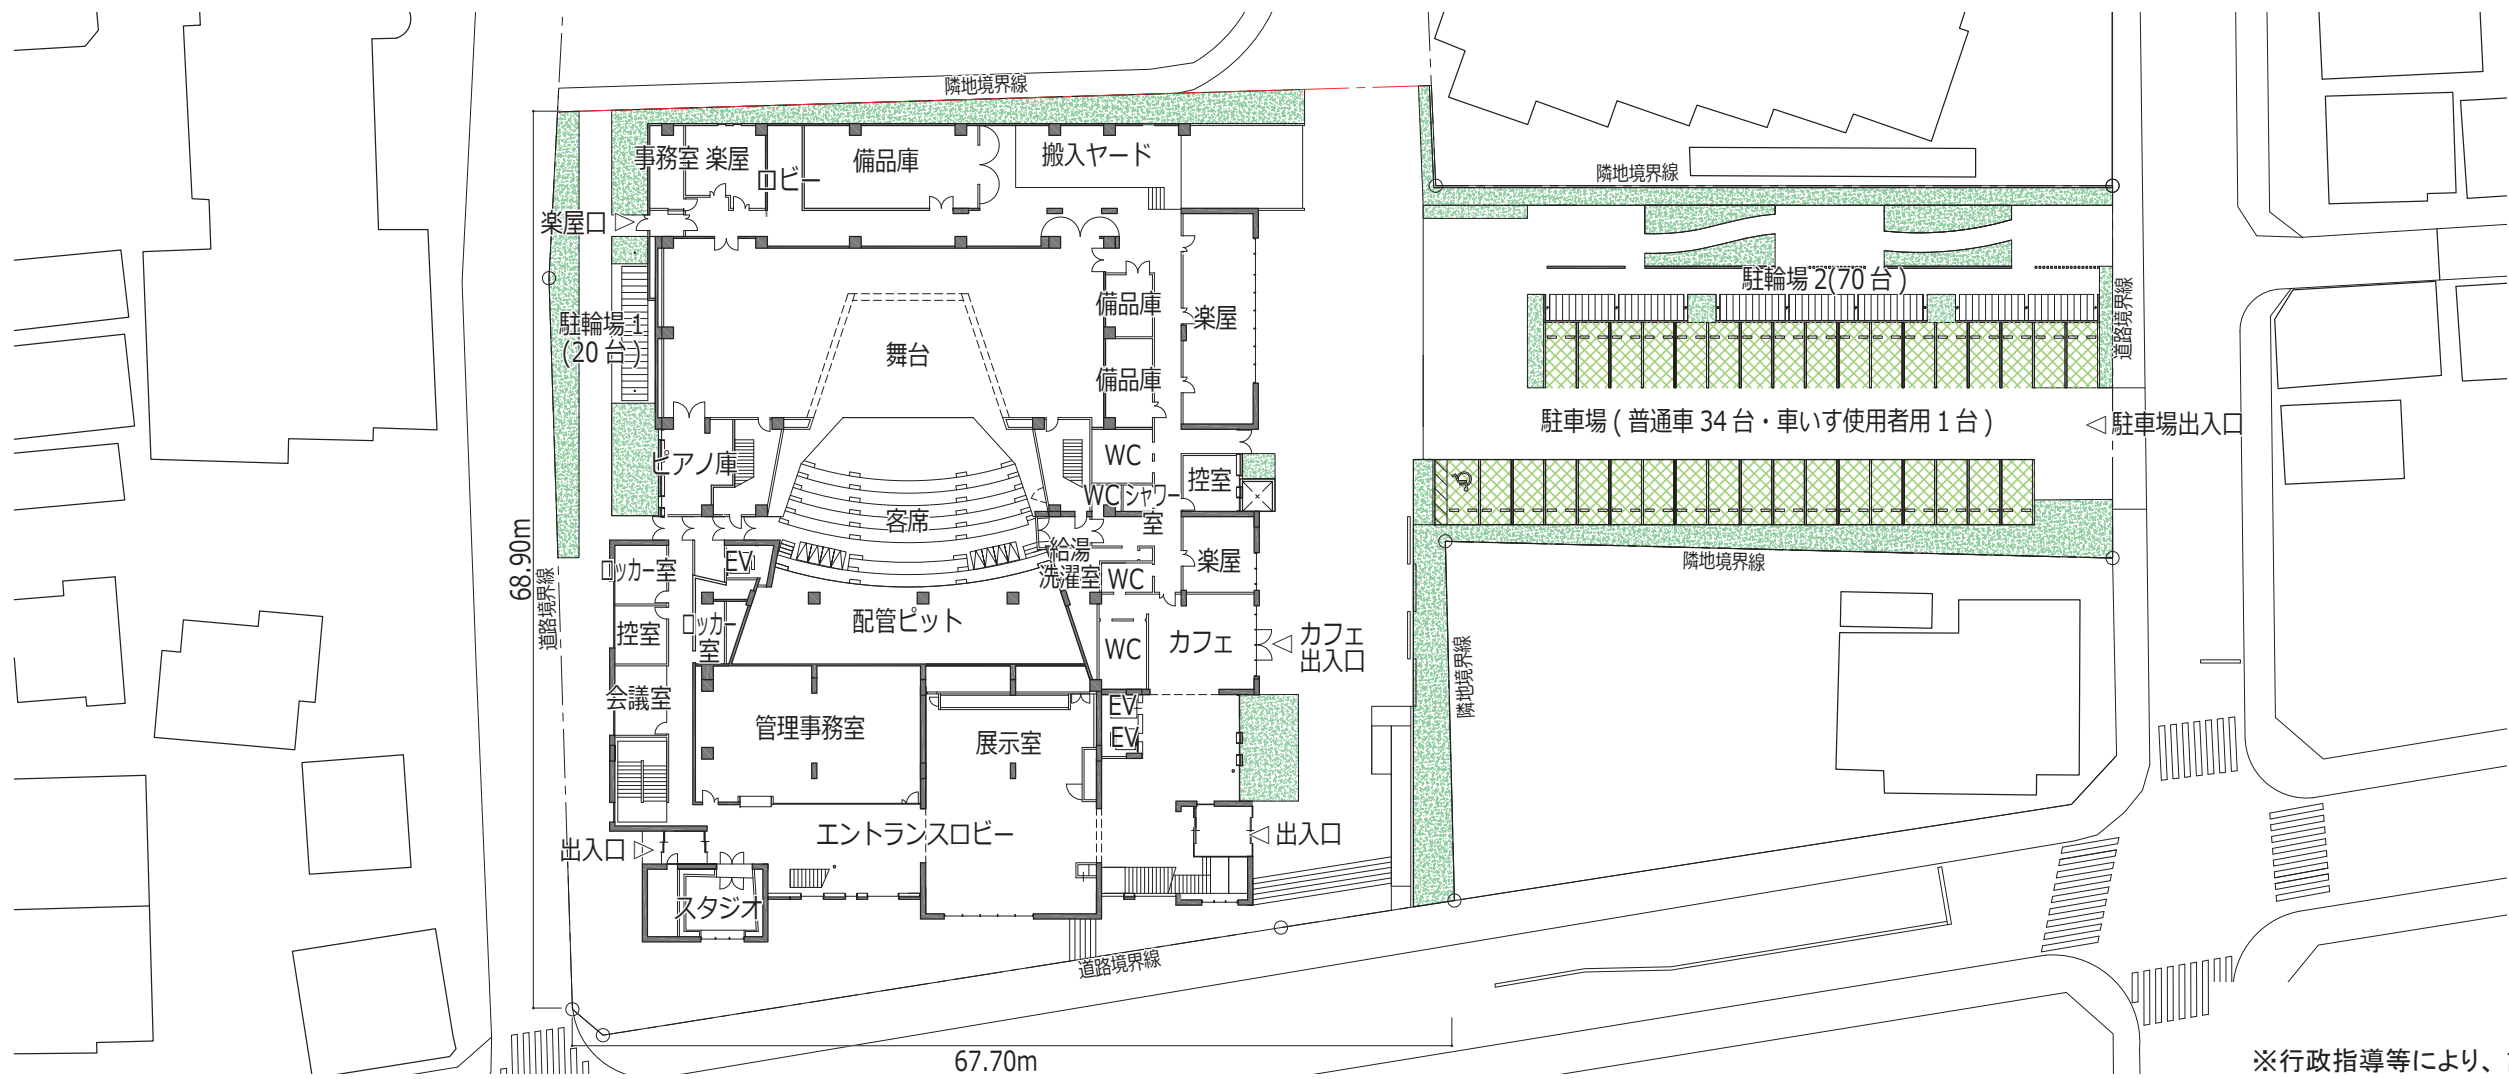 隣地境界線
隣地境界線
事務室
楽屋
ロビー
備品庫
搬入ヤード
楽屋口
駐輪場 1
(20 台 )
舞台
備品庫
備品庫
楽屋
駐輪場 2(70 台 )
道路境界線
駐車場 ( 普通車 34 台・車いす使用者用 1 台 )
駐車場出入口
ピアノ庫
WC
控室
WC
シャワー
室
客席
68.90m
道路境界線
ロッカー室
EV
給湯
洗濯室
WC
楽屋
隣地境界線
控室
ロッカー
室
配管ピット
WC
カフェ
カフェ
出入口
隣地境界線
会議室
管理事務室
展示室
EV
EV
出入口
エントランスロビー
出入口
スタジオ
道路境界線
67.70m
※行政指導等により、